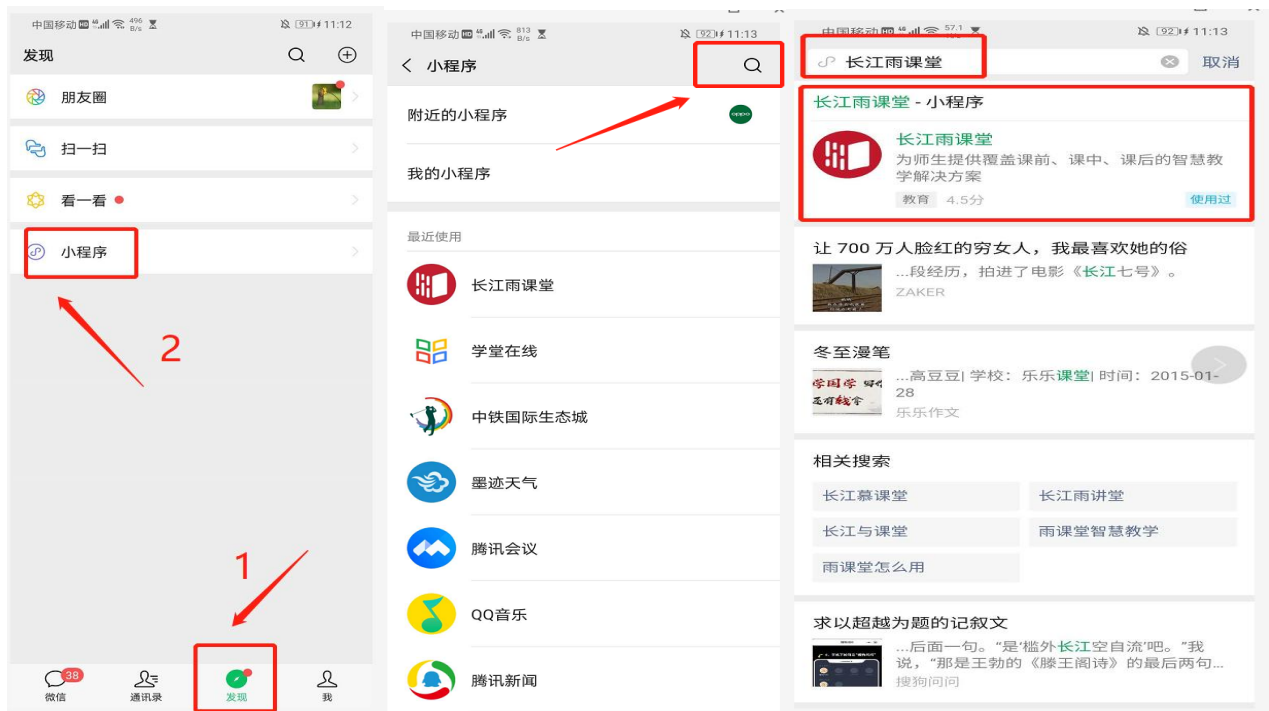 中国移动 HD 46 496 B/s 91 11:12
发现
朋友圈
扫一扫
看一看
小程序
2
1
38
微信
通讯录
发现
我
中国移动 HD 46 813 B/s 92 11:13
小程序
附近的小程序
oppo
我的小程序
最近使用
长江雨课堂
学堂在线
中铁国际生态城
墨迹天气
腾讯会议
QQ音乐
腾讯新闻
中国移动 HD 46 57.1 92 11:13
长江雨课堂
取消
长江雨课堂 - 小程序
长江雨课堂
为师生提供覆盖课前、课中、课后的智慧教
学解决方案
教育 4.5分 使用过
让 700 万人脸红的穷女人，我最喜欢她的俗
...段经历，拍进了电影《长江七号》。
ZAKER
冬至漫笔
...高豆豆| 学校：乐乐课堂| 时间：2015-01-
28
乐乐作文
相关搜索
长江慕课堂
长江雨讲堂
长江与课堂
雨课堂智慧教学
雨课堂怎么用
求以超越为题的记叙文
...后面一句。“是‘槛外长江空自流’吧。”我
说，“那是王勃的《滕王阁诗》的最后两句...
搜狗问问